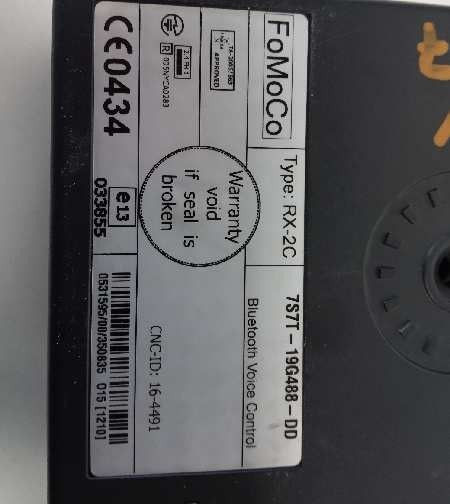 FoMoCo
Type: RX-2C
7S7T-19G488-DD
Bluetooth Voice Control
APPROVED
Warranty
void
if seal is
broken
CNC-ID: 16-4491
R
CE0434
e13
033855
0531595/00/350835 015 [1210]